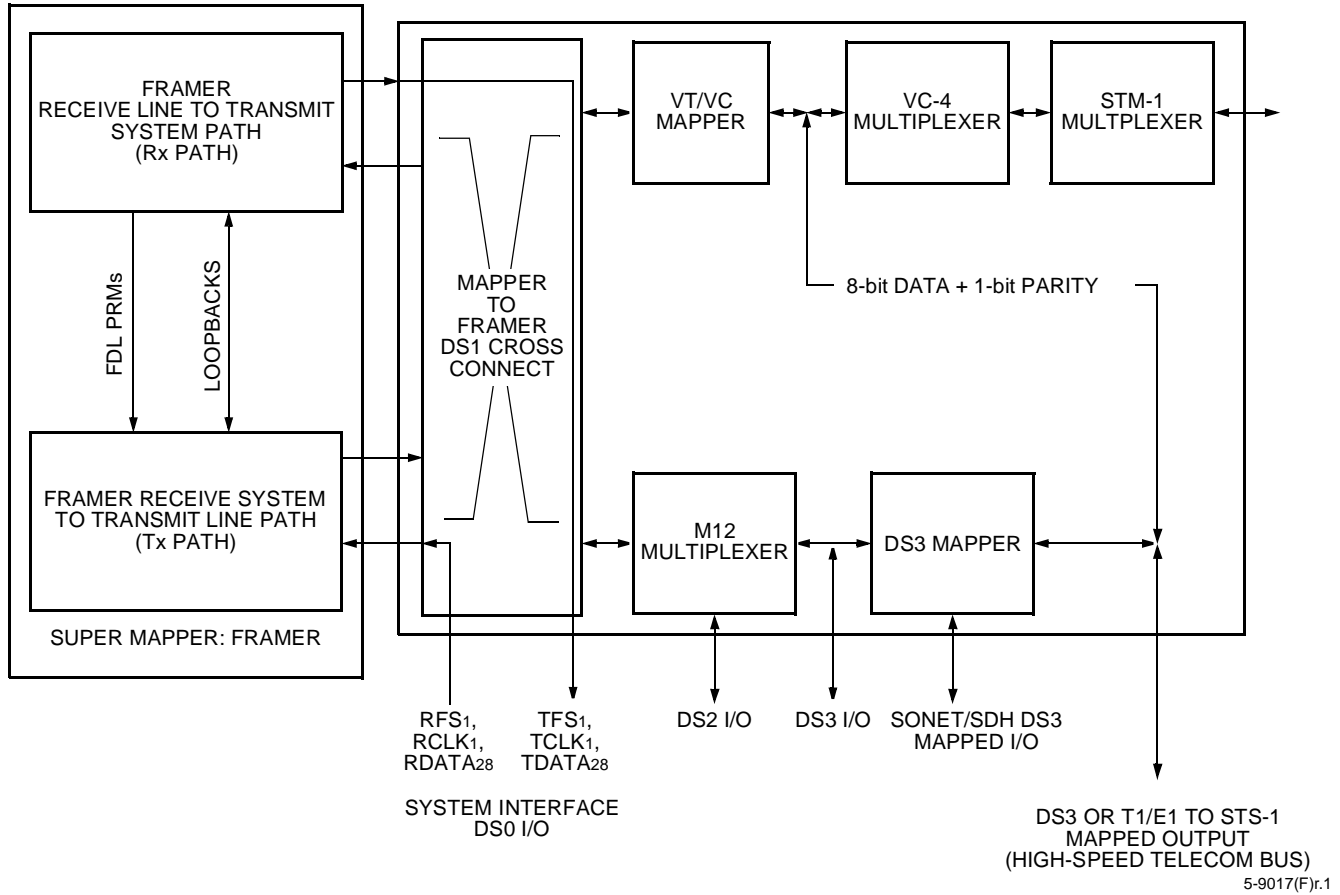 FRAMER
RECEIVE LINE TO TRANSMIT
SYSTEM PATH
(Rx PATH)
FDL PRMs
LOOPBACKS
FRAMER RECEIVE SYSTEM
TO TRANSMIT LINE PATH
(Tx PATH)
SUPER MAPPER: FRAMER
MAPPER
TO
FRAMER
DS1 CROSS
CONNECT
VT/VC
MAPPER
VC-4
MULTIPLEXER
STM-1
MULTPLEXER
8-bit DATA + 1-bit PARITY
M12
MULTIPLEXER
DS3 MAPPER
RFS1,
RCLK1,
RDATA28
TFS1,
TCLK1,
TDATA28
SYSTEM INTERFACE
DS0 I/O
DS2 I/O
DS3 I/O
SONET/SDH DS3
MAPPED I/O
DS3 OR T1/E1 TO STS-1
MAPPED OUTPUT
(HIGH-SPEED TELECOM BUS)
5-9017(F)r.1